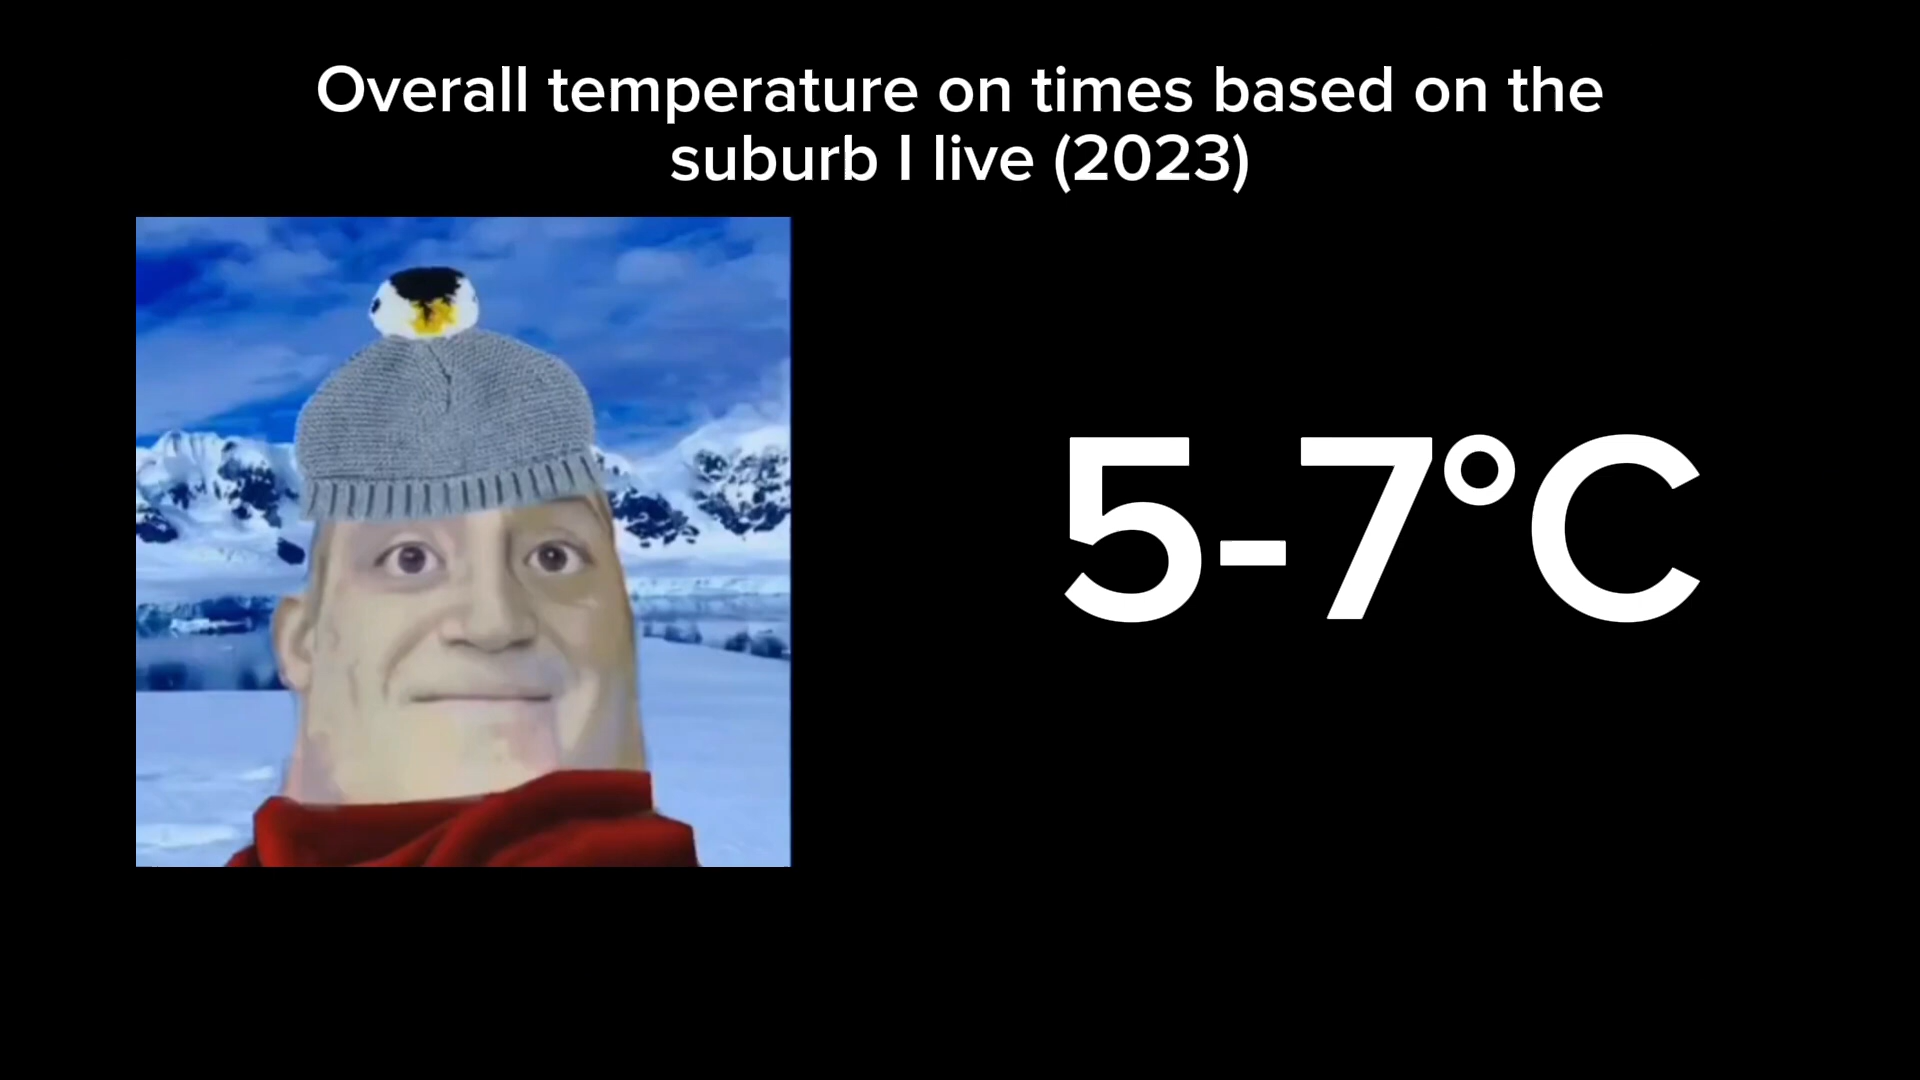 Overall temperature on times based on the
suburb I live (2023)
5-7°C